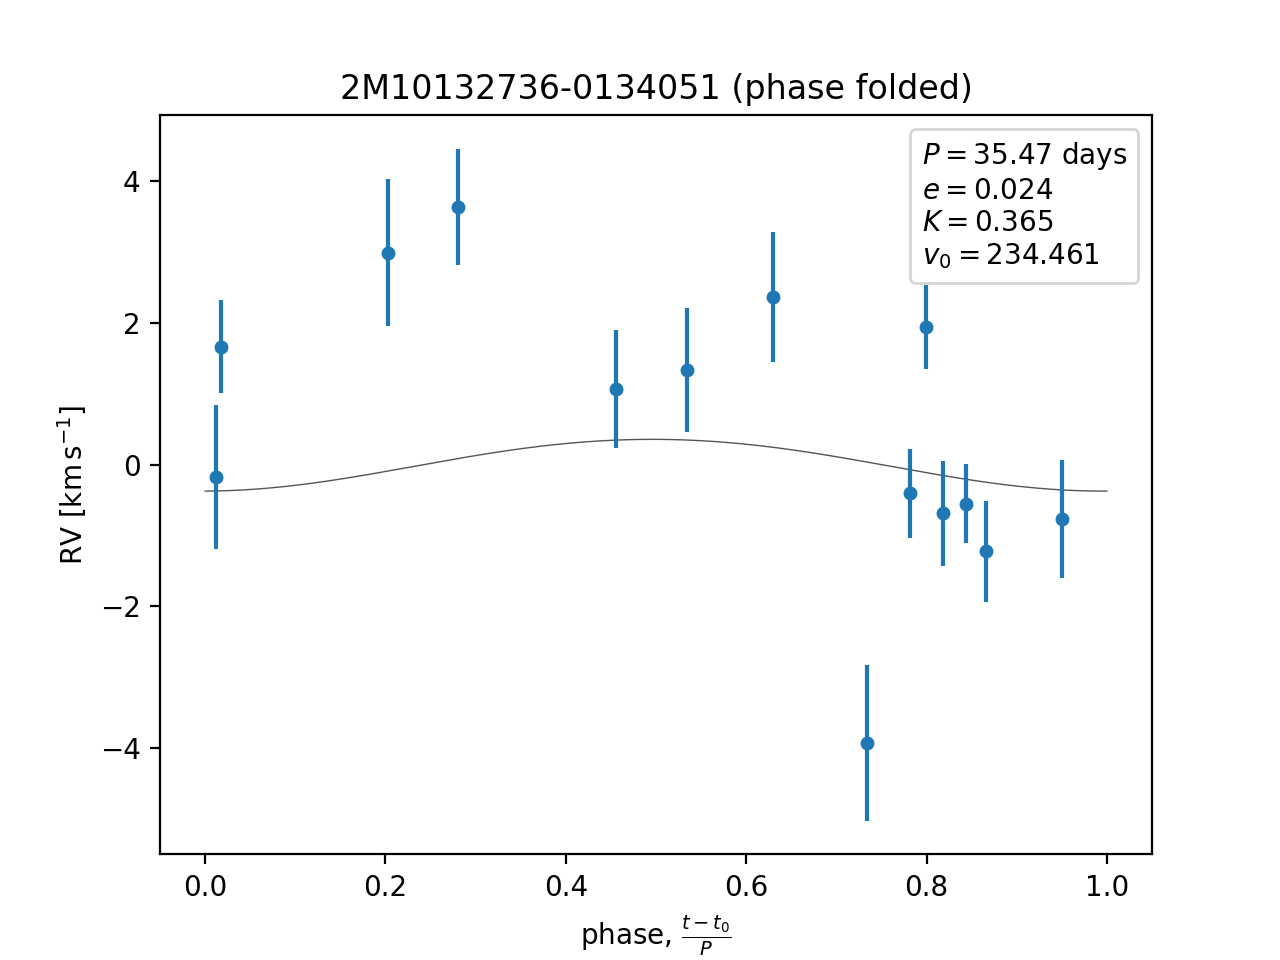 2M10132736-0134051 (phase folded)
P = 35.47 days
e = 0.024
K = 0.365
v₀ = 234.461
4
2
0
−2
−4
RV [km s⁻¹]
0.0 0.2 0.4 0.6 0.8 1.0
phase, (t − t₀)/P